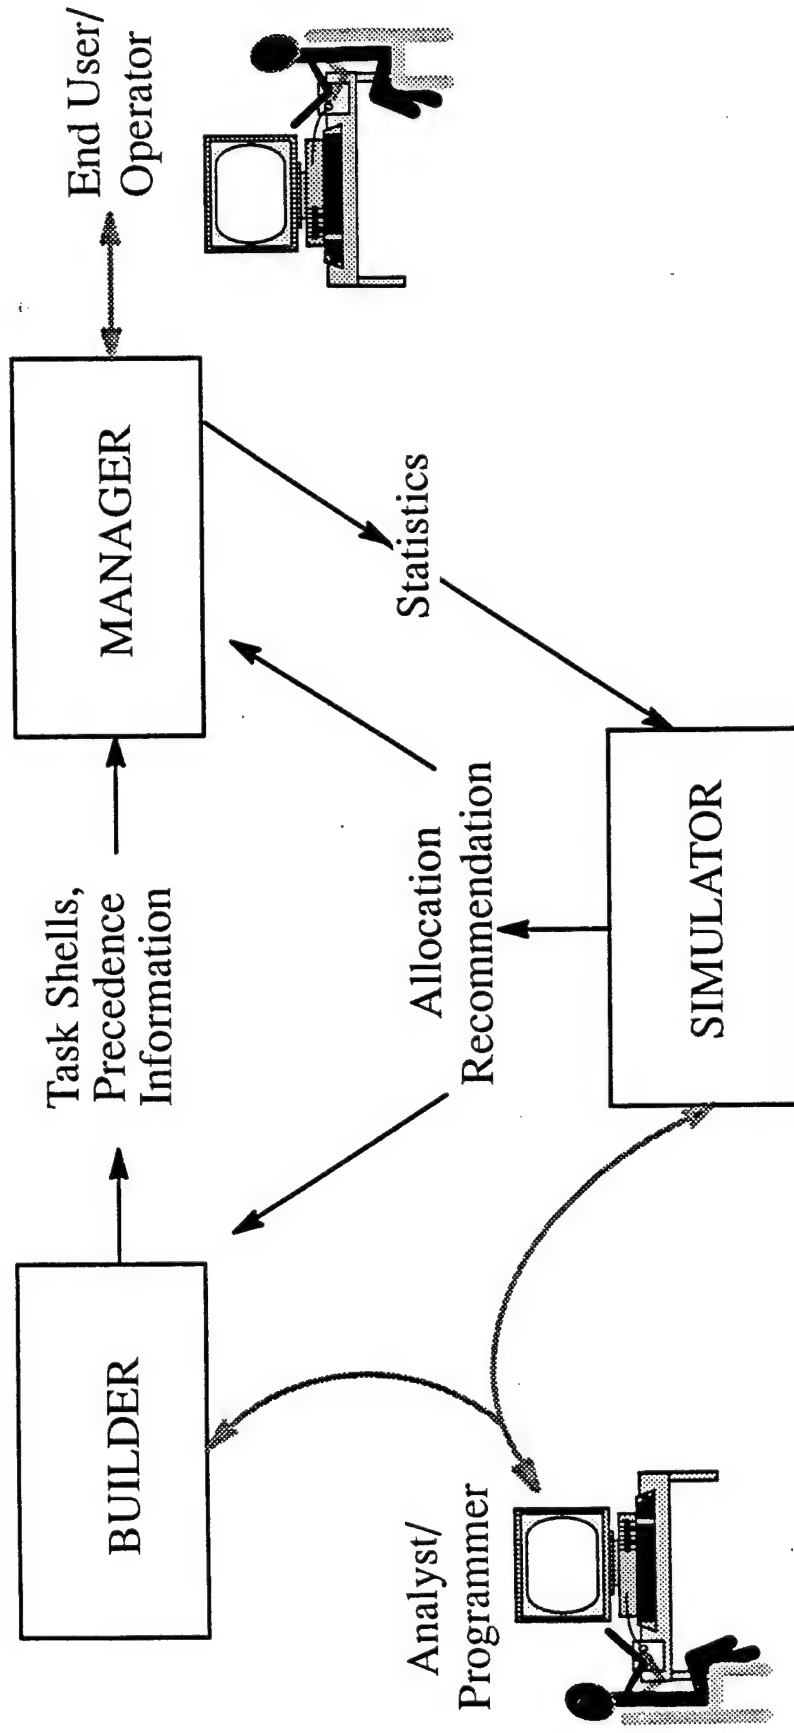 BUILDER
Task Shells,
Precedence
Information
MANAGER
End User/
Operator
Analyst/
Programmer
Allocation
Recommendation
Statistics
SIMULATOR